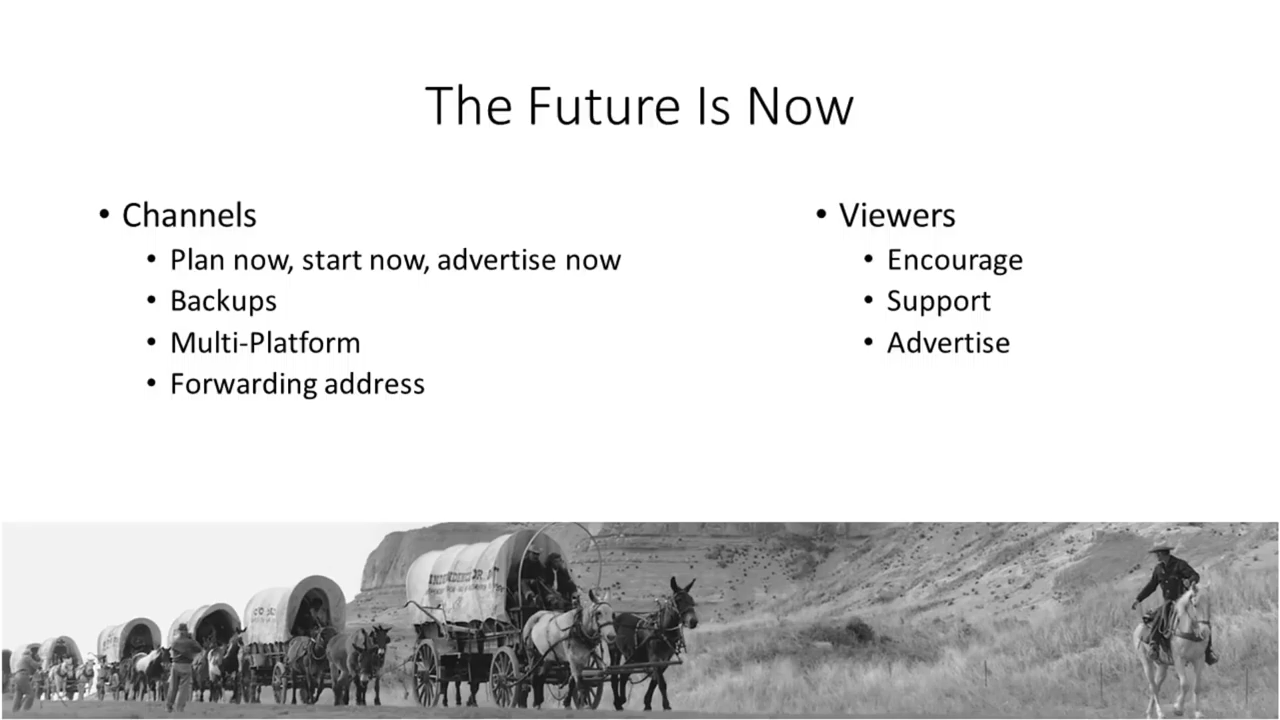 The Future Is Now
• Channels
• Plan now, start now, advertise now
• Backups
• Multi-Platform
• Forwarding address
• Viewers
• Encourage
• Support
• Advertise